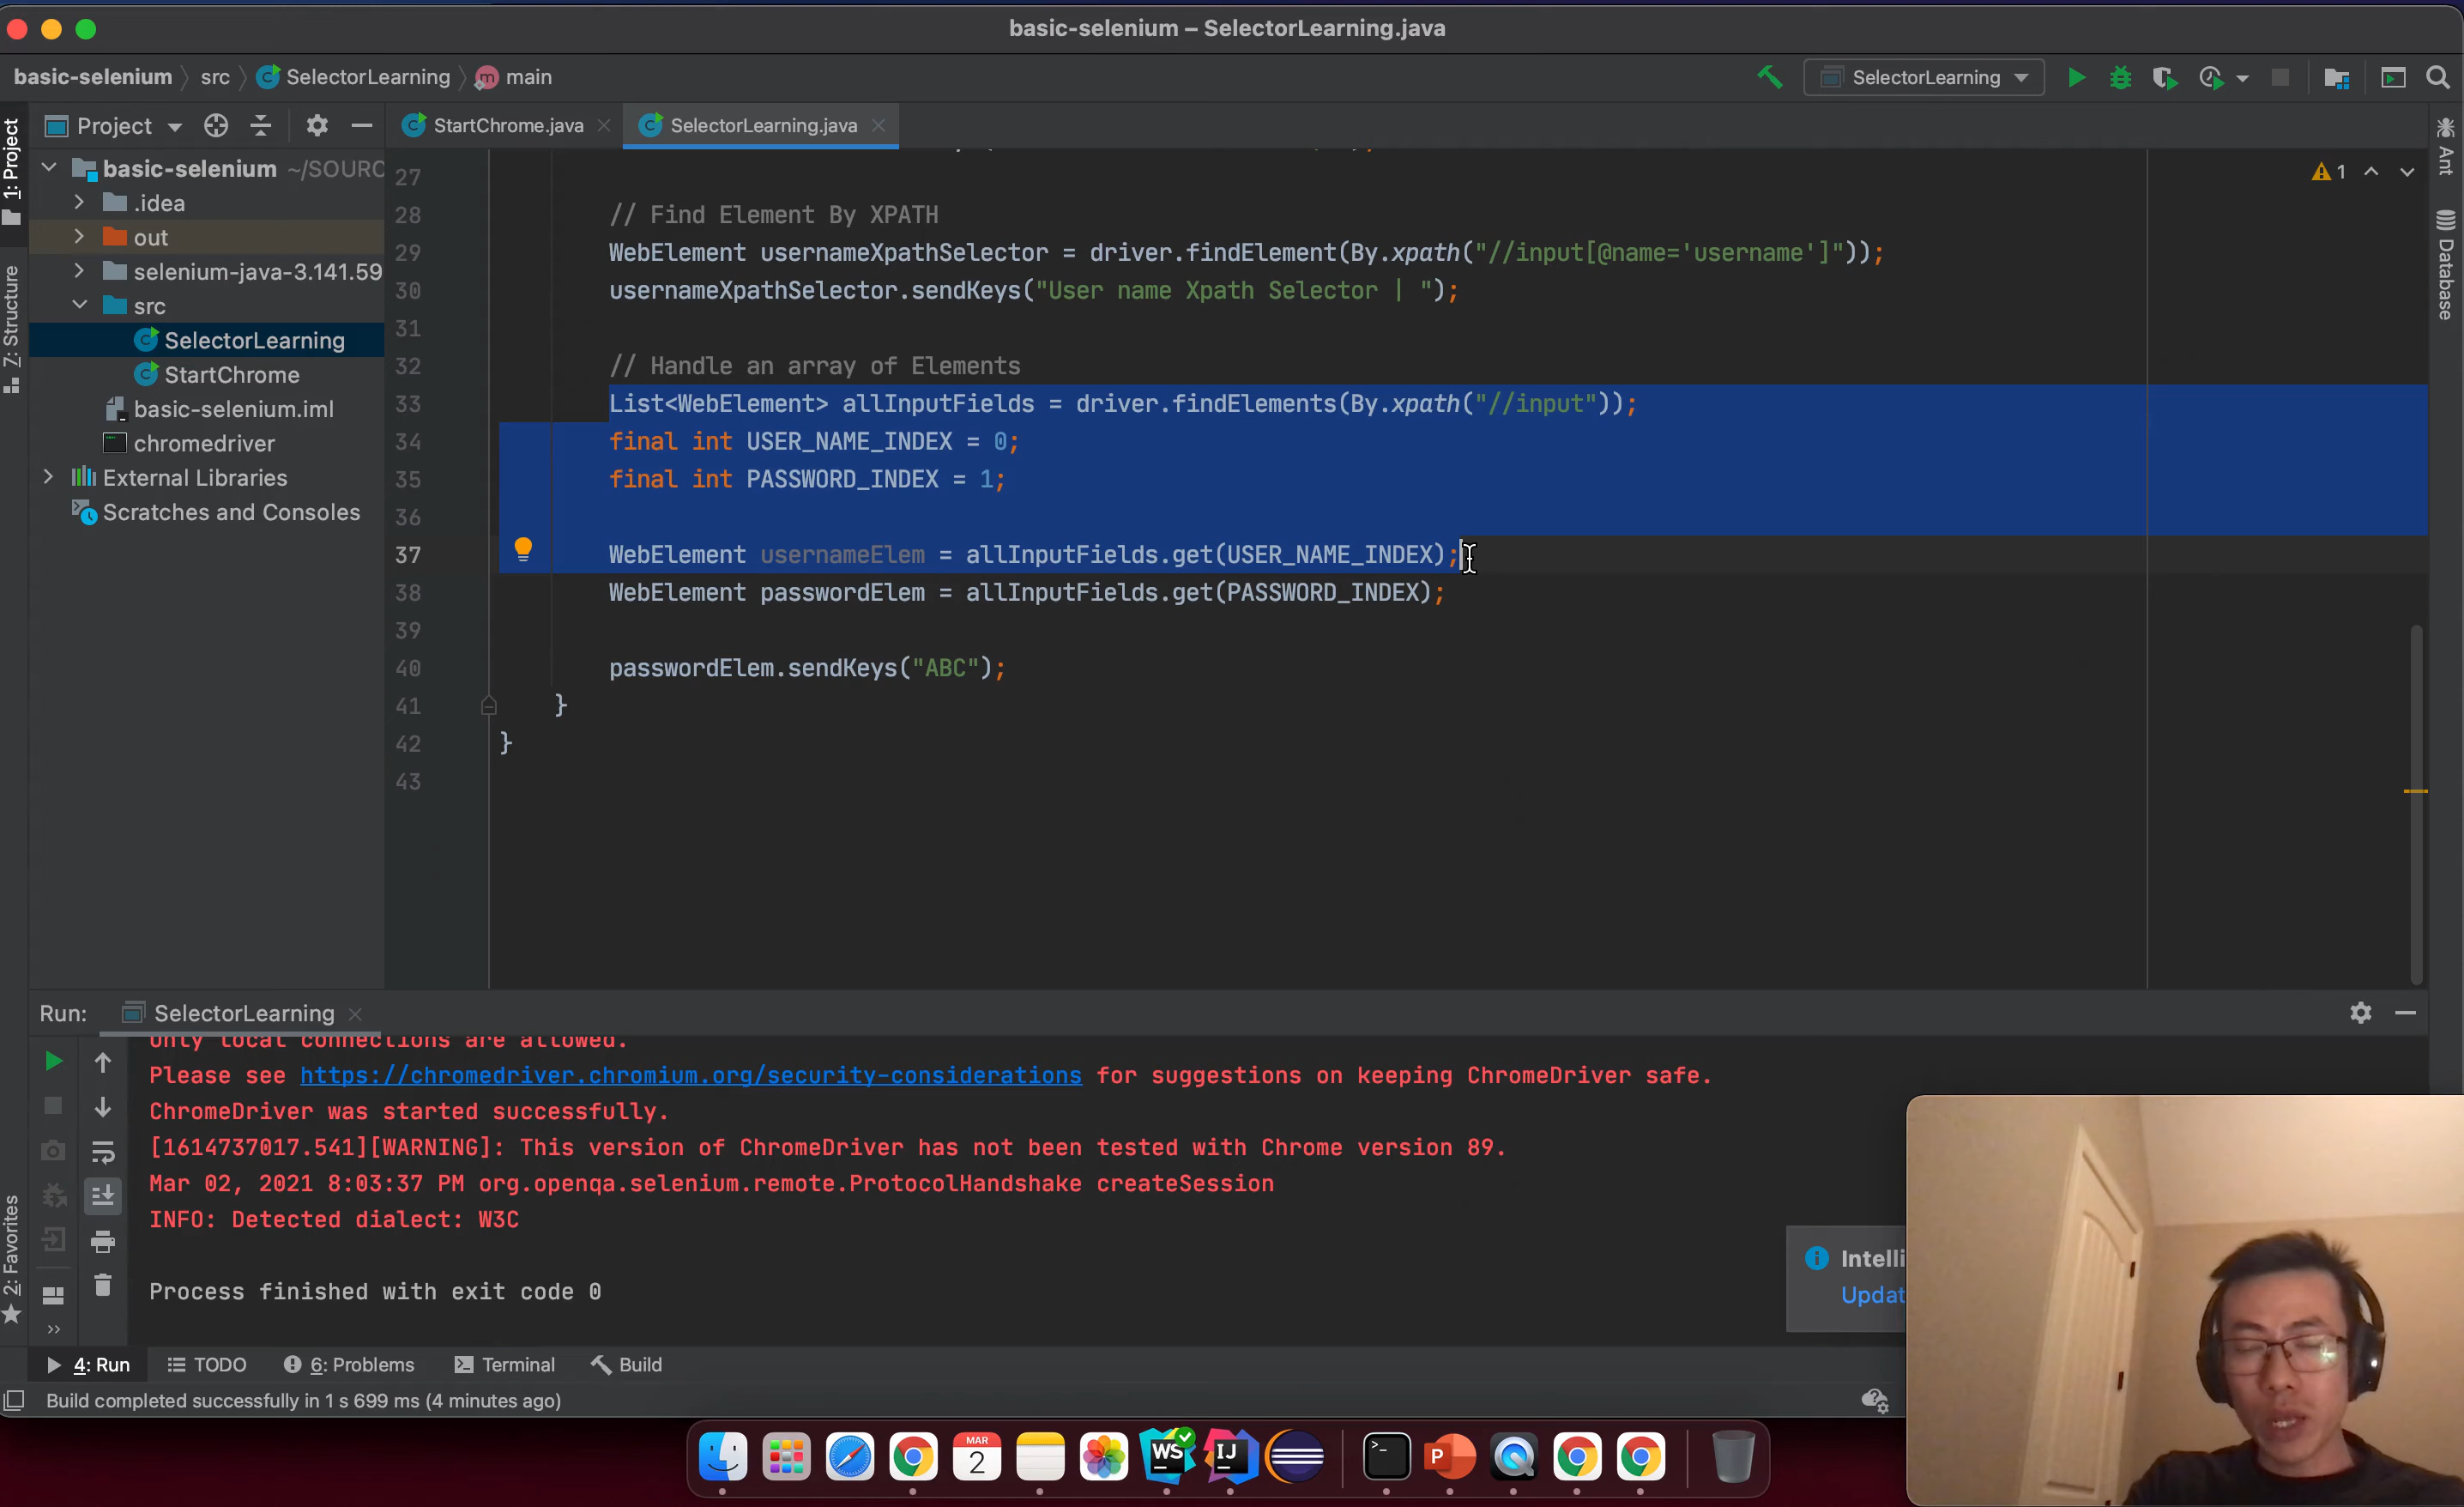 basic-selenium – SelectorLearning.java
basic-selenium
src
SelectorLearning
main
SelectorLearning
1: Project
Project
StartChrome.java
SelectorLearning.java
Ant
basic-selenium ~/SOURC
.idea
out
selenium-java-3.141.59
src
SelectorLearning
StartChrome
basic-selenium.iml
chromedriver
External Libraries
Scratches and Consoles
Z: Structure
Database
1
27
28 // Find Element By XPATH
29 WebElement usernameXpathSelector = driver.findElement(By.xpath("//input[@name='username']"));
30 usernameXpathSelector.sendKeys("User name Xpath Selector | ");
31
32 // Handle an array of Elements
33 List<WebElement> allInputFields = driver.findElements(By.xpath("//input"));
34 final int USER_NAME_INDEX = 0;
35 final int PASSWORD_INDEX = 1;
36
37 WebElement usernameElem = allInputFields.get(USER_NAME_INDEX);
38 WebElement passwordElem = allInputFields.get(PASSWORD_INDEX);
39
40 passwordElem.sendKeys("ABC");
41 }
42 }
43
Run: SelectorLearning
Only local connections are allowed.
Please see https://chromedriver.chromium.org/security-considerations for suggestions on keeping ChromeDriver safe.
ChromeDriver was started successfully.
[1614737017.541][WARNING]: This version of ChromeDriver has not been tested with Chrome version 89.
Mar 02, 2021 8:03:37 PM org.openqa.selenium.remote.ProtocolHandshake createSession
INFO: Detected dialect: W3C
Process finished with exit code 0
2: Favorites
Intelli
Updat
4: Run
TODO
6: Problems
Terminal
Build
Build completed successfully in 1 s 699 ms (4 minutes ago)
MAR
2
WS
IJ
P